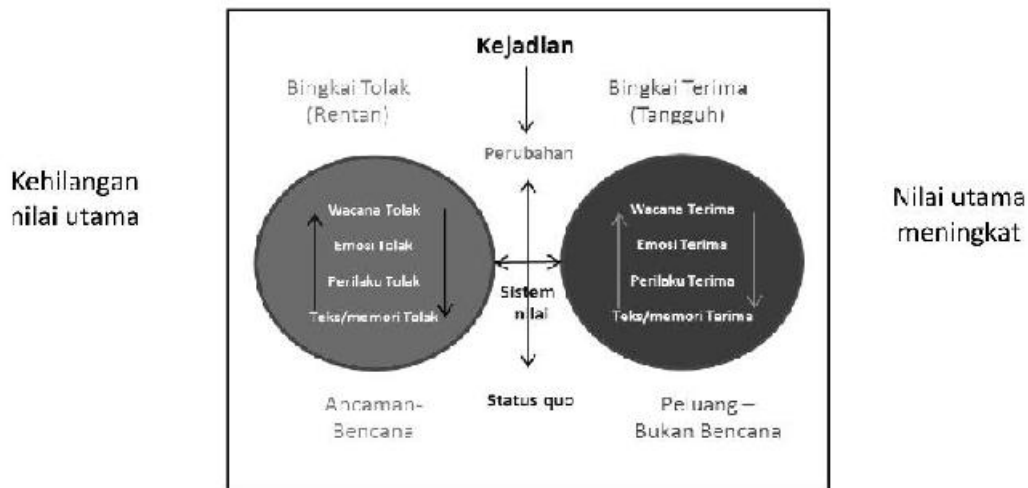 Kejadian
Bingkai Tolak
(Rentan)
Bingkai Terima
(Tangguh)
Perubahan
Kehilangan
nilai utama
Wacana Tolak
Emosi Tolak
Perilaku Tolak
Teks/memori Tolak
Sistem
nilai
Wacana Terima
Emosi Terima
Perilaku Terima
Teks/memori Terima
Nilai utama
meningkat
Ancaman-
Bencana
Status quo
Peluang –
Bukan Bencana